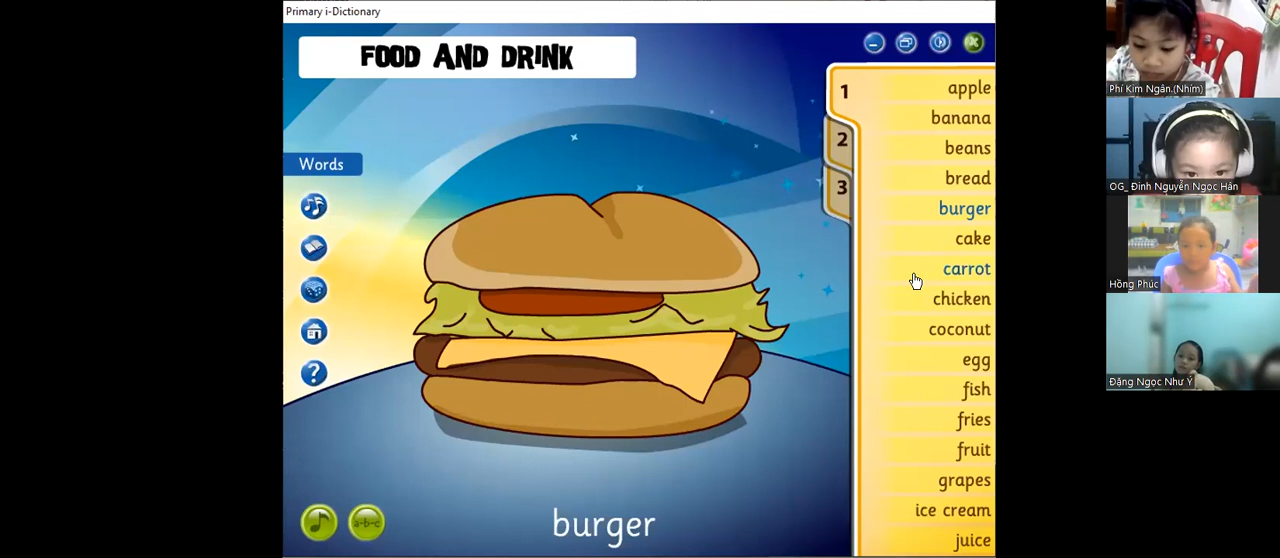 Primary i-Dictionary
FOOD AND DRINK
Words
1
2
3
apple
banana
beans
bread
burger
cake
carrot
chicken
coconut
egg
fish
fries
fruit
grapes
ice cream
juice
a-b-c
burger
Phí Kim Ngân.(Nhím)
OG_ Đinh Nguyễn Ngọc Hân
Hồng Phúc
Đặng Ngọc Như Ý